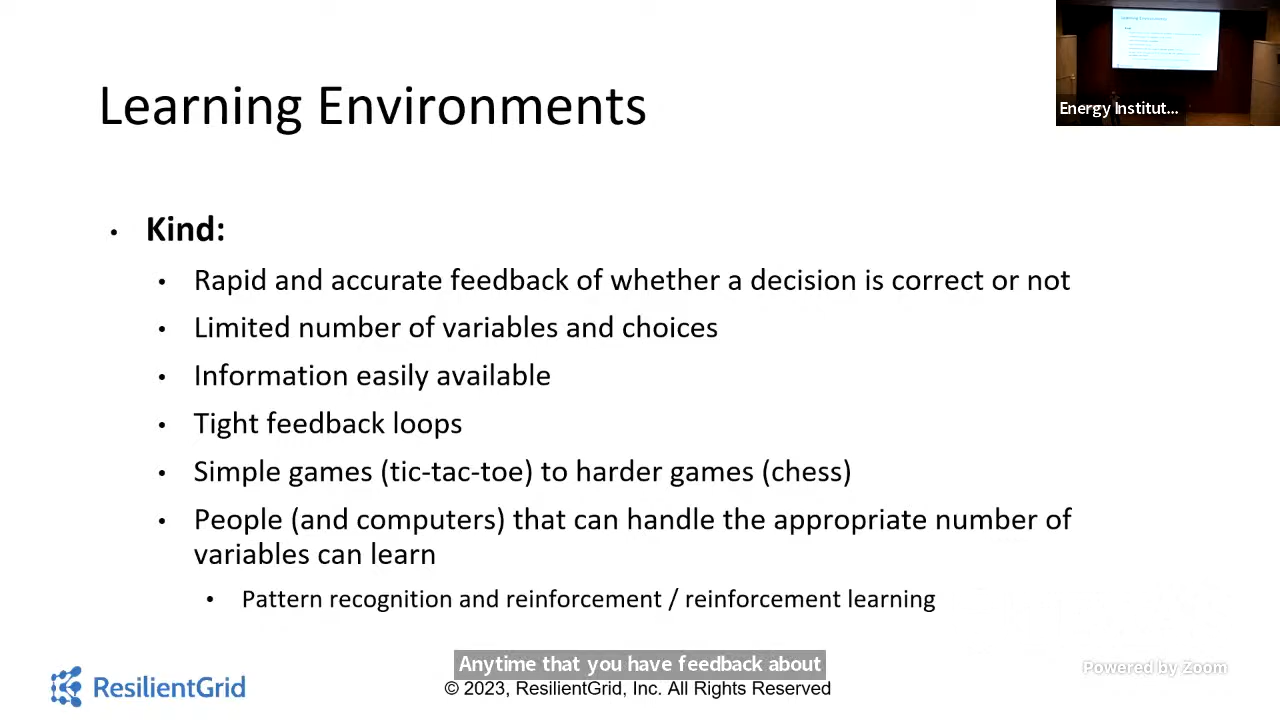 Learning Environments
Energy Institut...
• Kind:
• Rapid and accurate feedback of whether a decision is correct or not
• Limited number of variables and choices
• Information easily available
• Tight feedback loops
• Simple games (tic-tac-toe) to harder games (chess)
• People (and computers) that can handle the appropriate number of
variables can learn
• Pattern recognition and reinforcement / reinforcement learning
Anytime that you have feedback about
ResilientGrid
© 2023, ResilientGrid, Inc. All Rights Reserved
Powered by Zoom